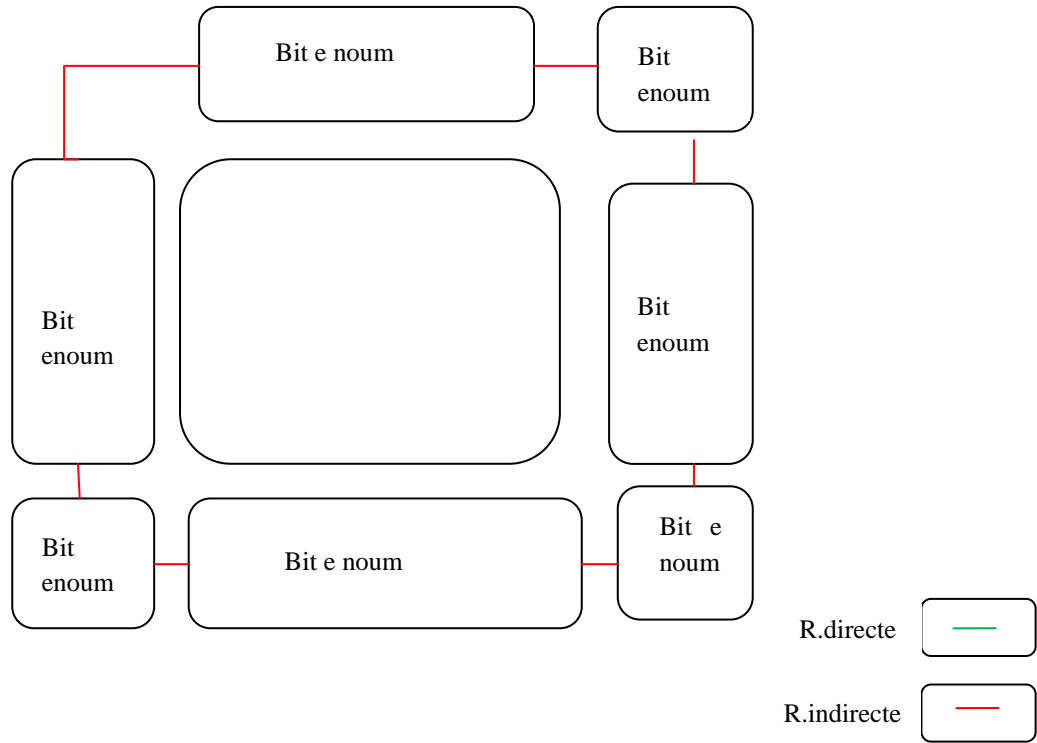 Bit e noum
Bit
enoum
Bit
enoum
Bit
enoum
Bit
enoum
Bit e noum
Bit e
noum
R.directe
R.indirecte